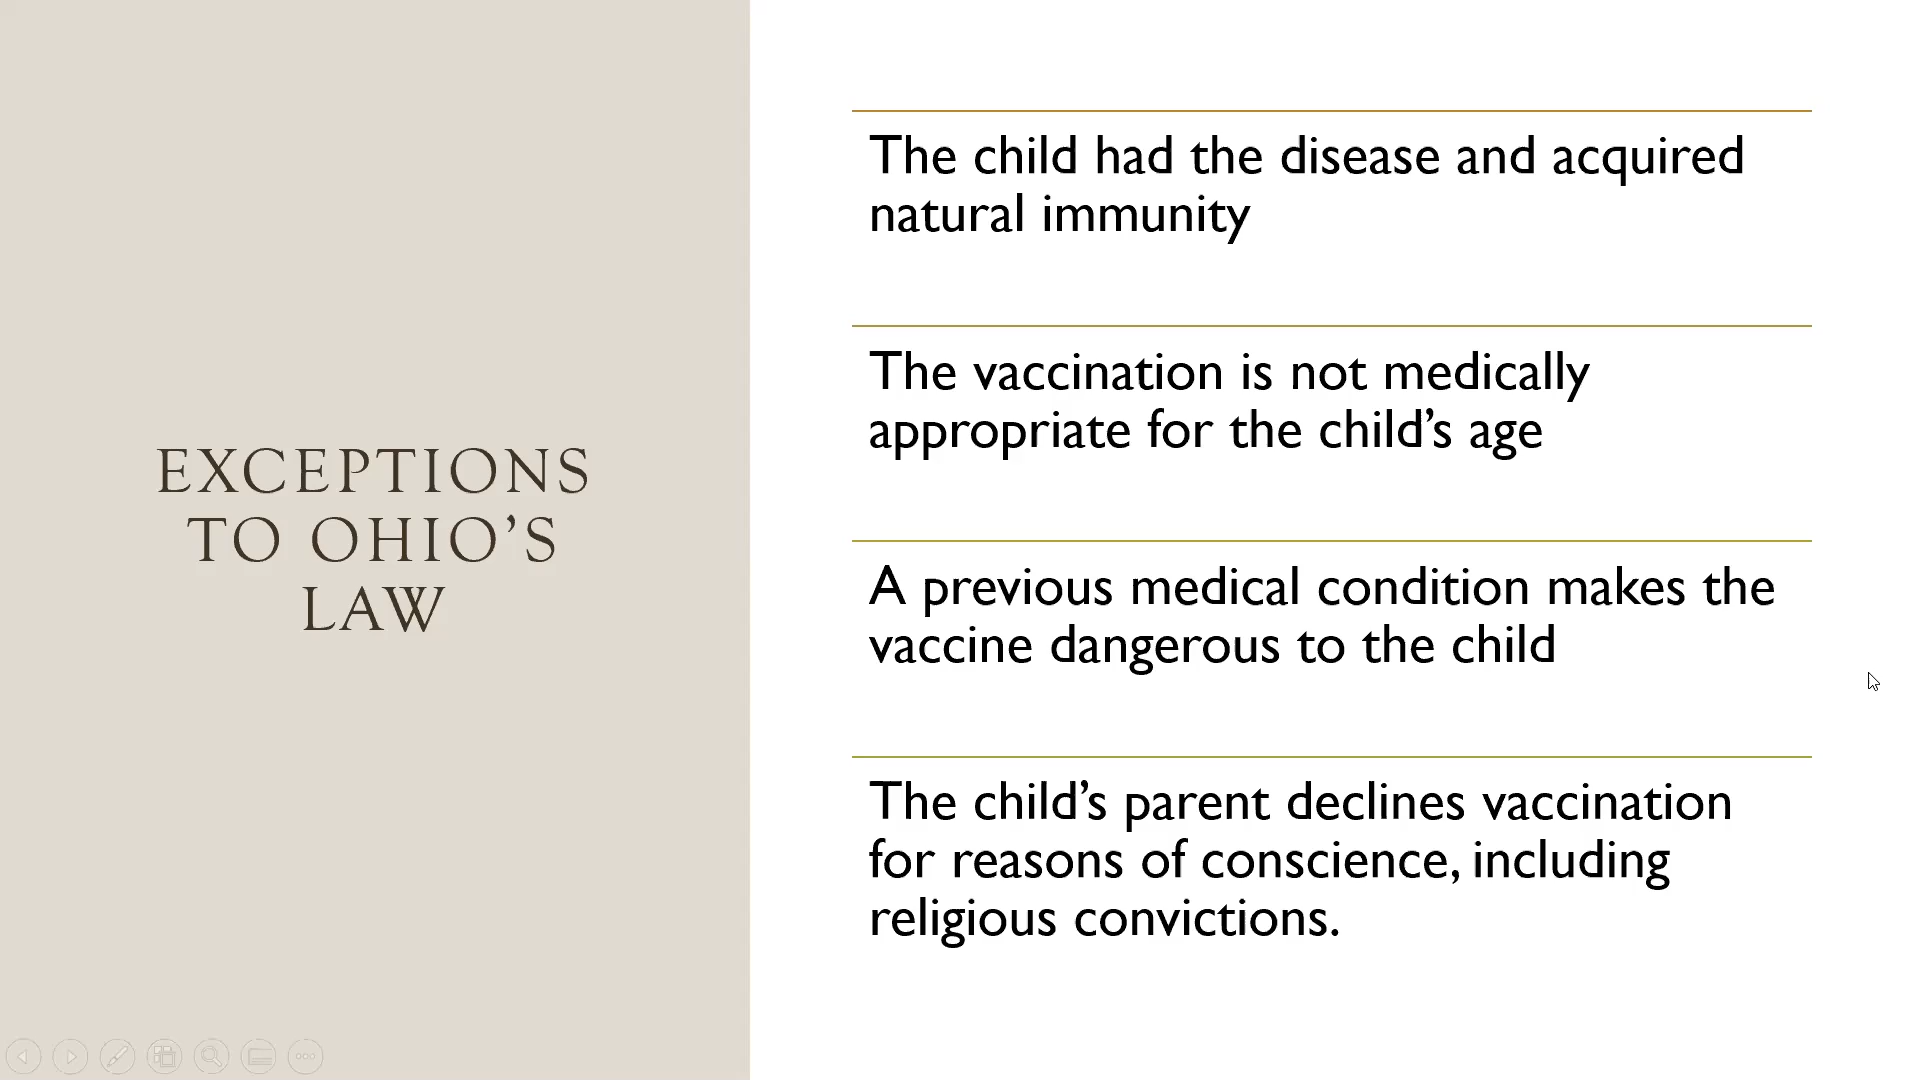 EXCEPTIONS
TO OHIO’S
LAW
The child had the disease and acquired
natural immunity
The vaccination is not medically
appropriate for the child’s age
A previous medical condition makes the
vaccine dangerous to the child
The child’s parent declines vaccination
for reasons of conscience, including
religious convictions.